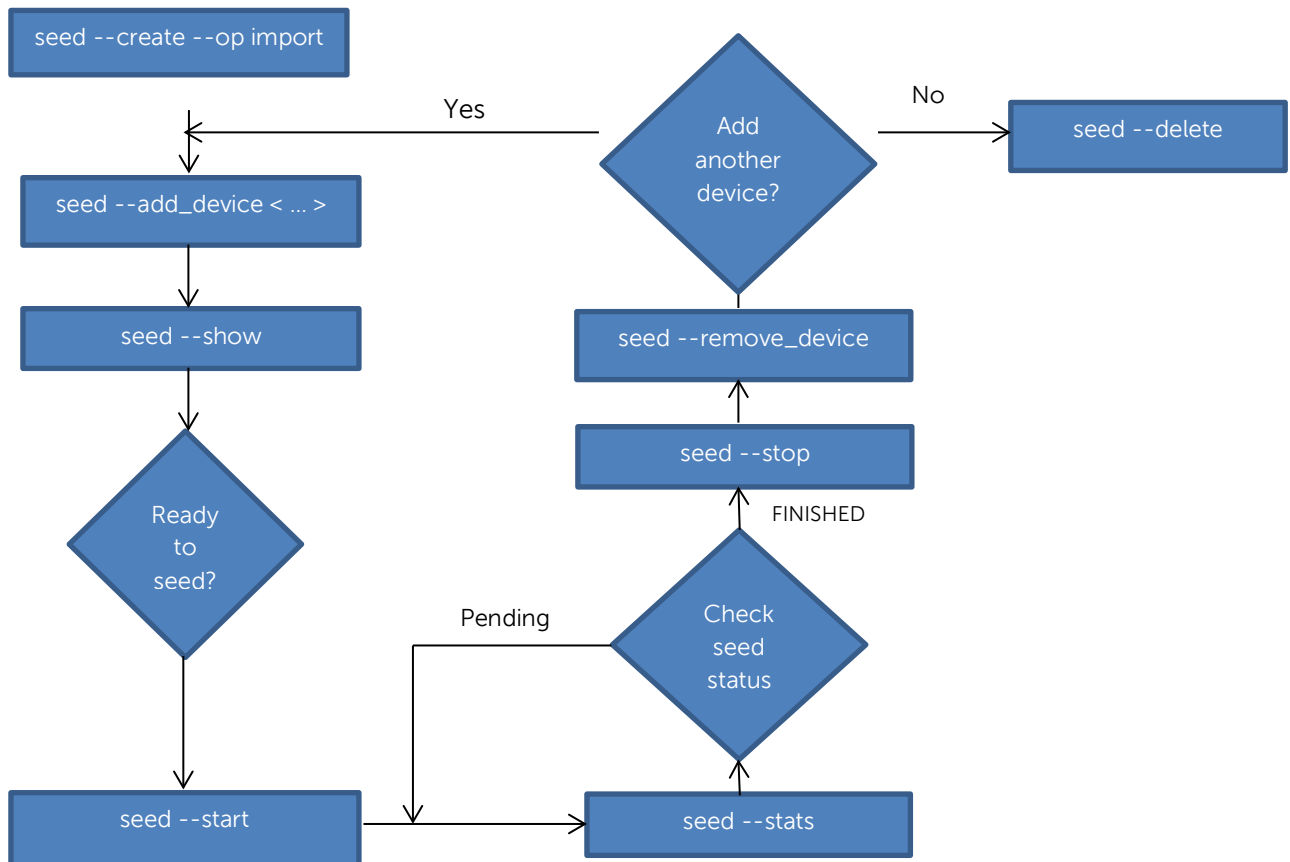 seed --create --op import
Yes
No
Add
another
device?
seed --delete
seed --add_device < ... >
seed --show
seed --remove_device
seed --stop
FINISHED
Ready
to
seed?
Pending
Check
seed
status
seed --start
seed --stats